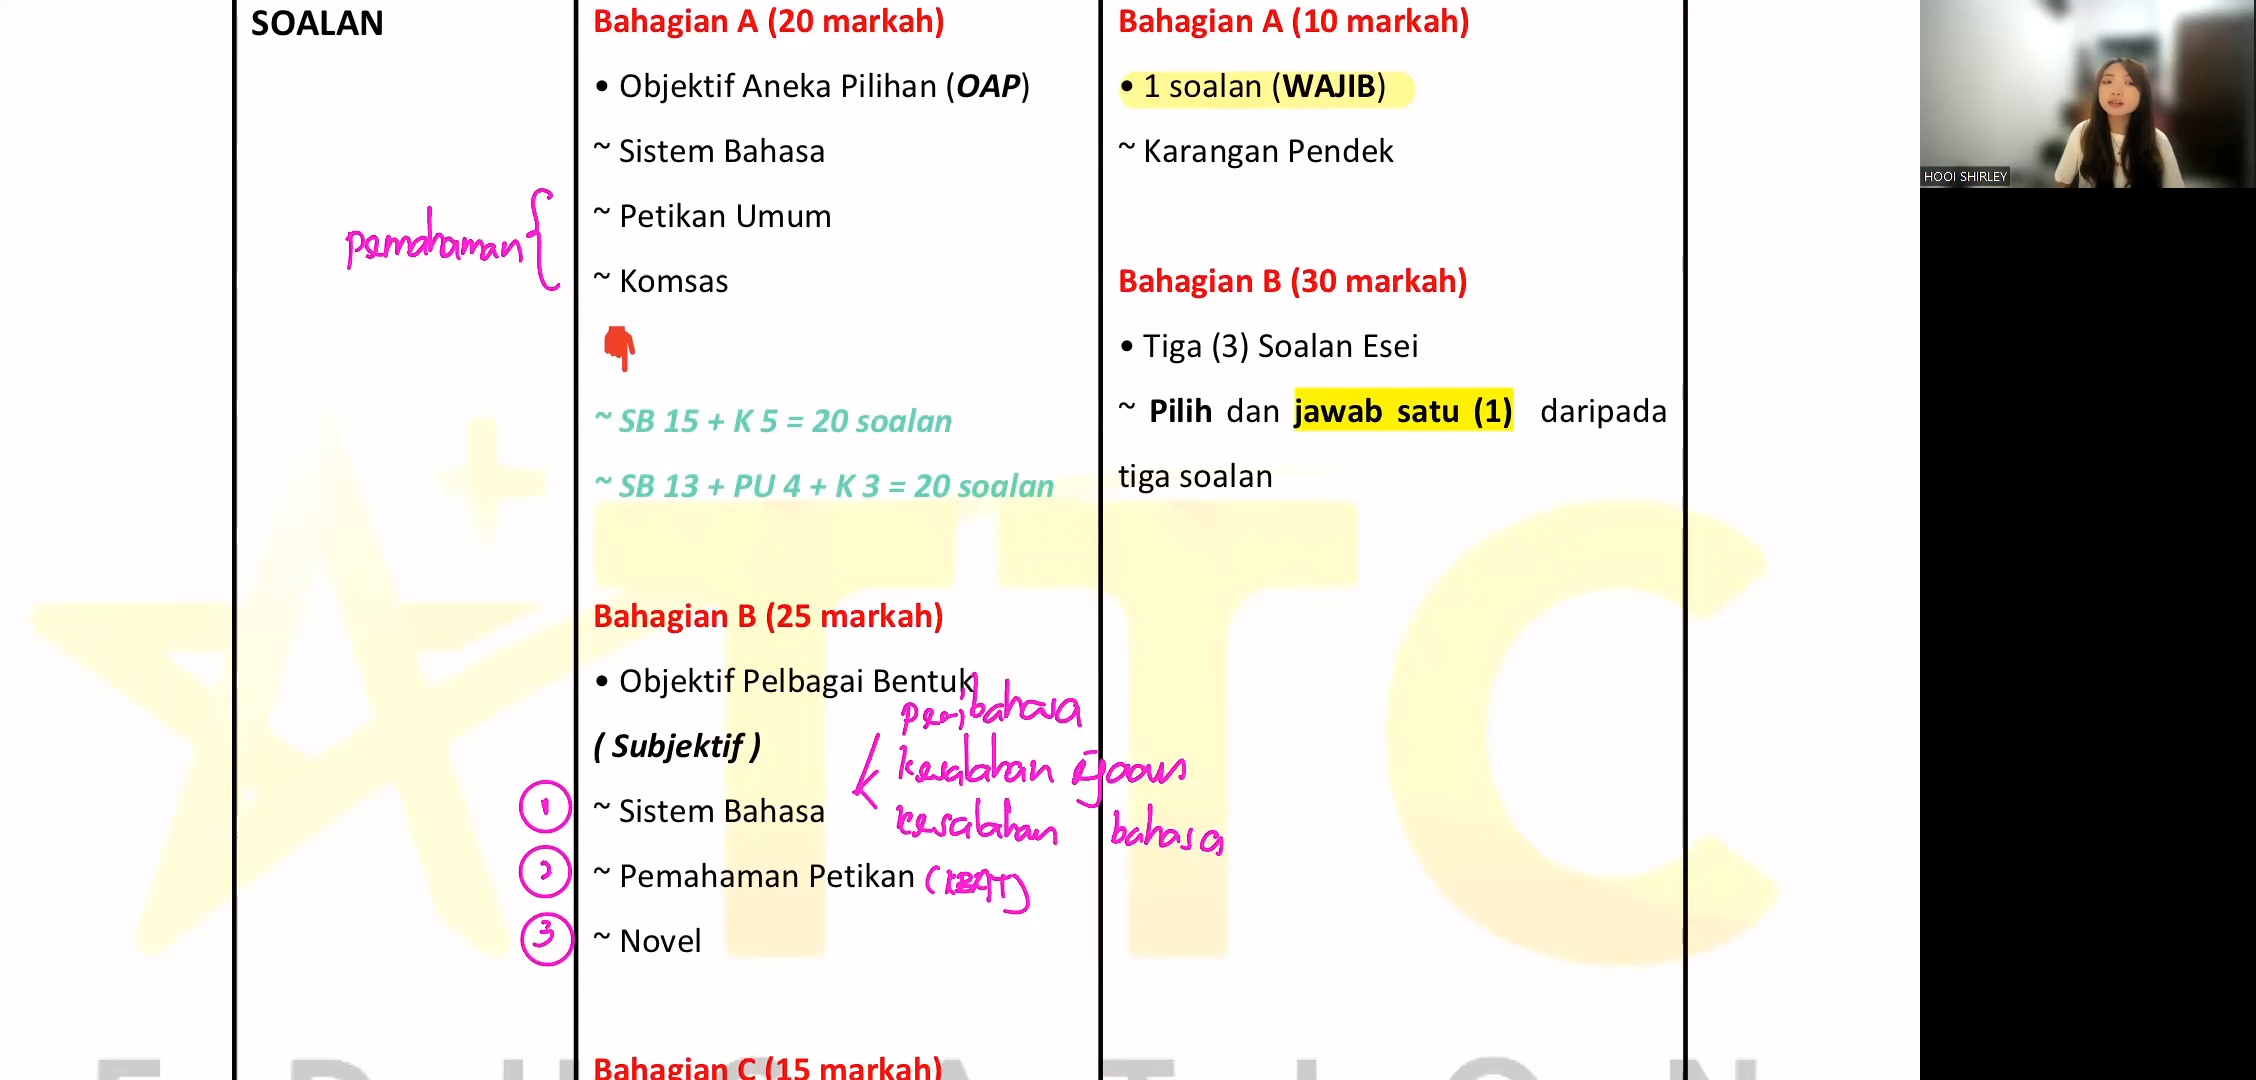 SOALAN
pemahaman
Bahagian A (20 markah)
• Objektif Aneka Pilihan (OAP)
~ Sistem Bahasa
~ Petikan Umum
~ Komsas
~ SB 15 + K 5 = 20 soalan
~ SB 13 + PU 4 + K 3 = 20 soalan
Bahagian B (25 markah)
• Objektif Pelbagai Bentuk
( Subjektif )
peribahasa
kesalahan ejaan
kesalahan bahasa
1 ~ Sistem Bahasa
2 ~ Pemahaman Petikan (KBAT)
3 ~ Novel
Bahagian C (15 markah)
Bahagian A (10 markah)
• 1 soalan (WAJIB)
~ Karangan Pendek
Bahagian B (30 markah)
• Tiga (3) Soalan Esei
~ Pilih dan jawab satu (1) daripada
tiga soalan
HOOI SHIRLEY
TTC